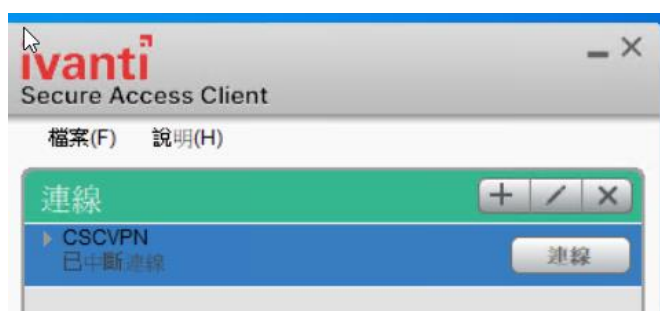 ivanti
Secure Access Client
檔案(F) 說明(H)
連線
CSCVPN
已中斷連線
連線